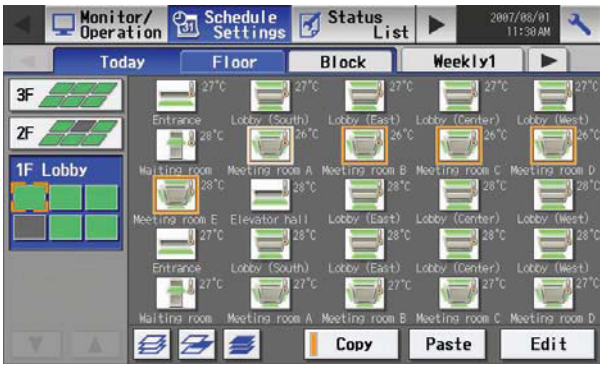 Monitor/
Operation
31
Schedule
Settings
Status
List
2007/08/01
11:30 AM
Today
Floor
Block
Weekly1
3F
2F
1F Lobby
27°C 27°C 27°C 27°C 27°C
Entrance Lobby (South) Lobby (East) Lobby (Center) Lobby (West)
28°C 26°C 26°C 26°C 26°C
Waiting room Meeting room A Meeting room B Meeting room C Meeting room D
28°C 28°C 28°C 28°C 28°C
Meeting room E Elevator hall Lobby (East) Lobby (Center) Lobby (West)
27°C 28°C 28°C 28°C 28°C
Entrance Lobby (South) Lobby (East) Lobby (Center) Lobby (West)
27°C 27°C 27°C 27°C 27°C
Waiting room Meeting room A Meeting room B Meeting room C Meeting room D
Copy
Paste
Edit